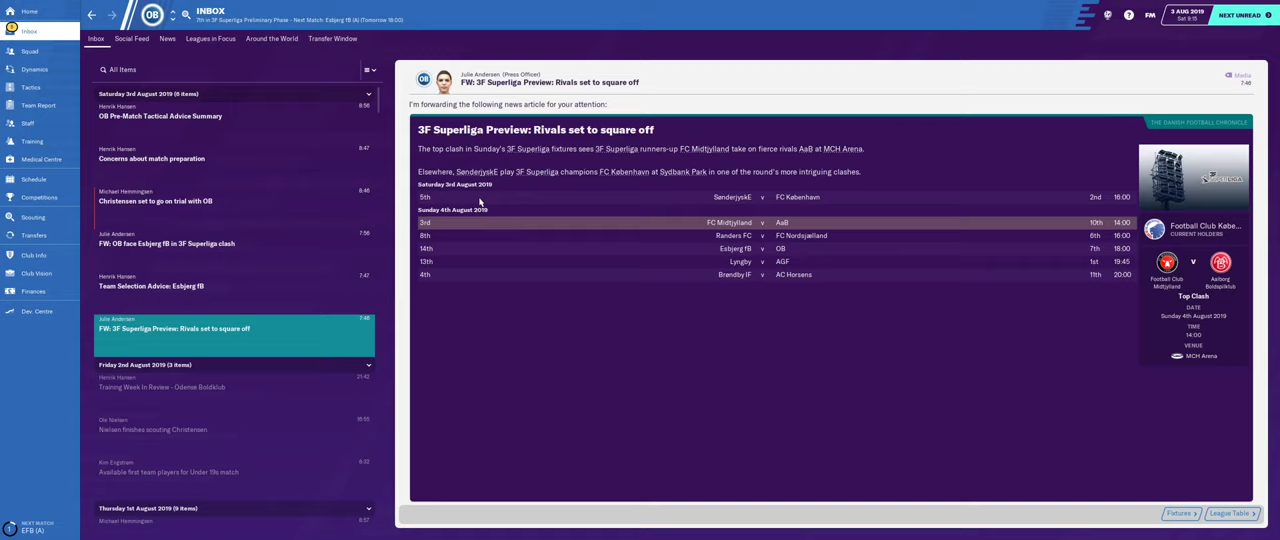 Home
Inbox
Squad
Dynamics
Tactics
Team Report
Staff
Training
Medical Centre
Schedule
Competitions
Scouting
Transfers
Club Info
Club Vision
Finances
Dev. Centre
NEXT MATCH
EFB (A)
OB
INBOX
7th in 3F Superliga Preliminary Phase - Next Match: Esbjerg fB (A) (Tomorrow 18:00)
FM
3 AUG 2019
Sat 9:15
NEXT UNREAD
Inbox Social Feed News Leagues in Focus Around the World Transfer Window
All Items
Saturday 3rd August 2019 (6 items)
Henrik Hansen 8:56
OB Pre-Match Tactical Advice Summary
Henrik Hansen 8:47
Concerns about match preparation
Michael Hemmingsen 8:46
Christensen set to go on trial with OB
Julie Andersen 7:56
FW: OB face Esbjerg fB in 3F Superliga clash
Henrik Hansen 7:47
Team Selection Advice: Esbjerg fB
Julie Andersen 7:46
FW: 3F Superliga Preview: Rivals set to square off
Friday 2nd August 2019 (3 items)
Henrik Hansen 21:42
Training Week In Review - Odense Boldklub
Ole Nielsen 16:55
Nielsen finishes scouting Christensen
Kim Engstrøm 8:32
Available first team players for Under 19s match
Thursday 1st August 2019 (9 items)
Michael Hemmingsen 8:57
OB
Julie Andersen (Press Officer)
FW: 3F Superliga Preview: Rivals set to square off
Media
7:46
I'm forwarding the following news article for your attention:
THE DANISH FOOTBALL CHRONICLE
3F Superliga Preview: Rivals set to square off
The top clash in Sunday's 3F Superliga fixtures sees 3F Superliga runners-up FC Midtjylland take on fierce rivals AaB at MCH Arena.
Elsewhere, SønderjyskE play 3F Superliga champions FC København at Sydbank Park in one of the round's more intriguing clashes.
Saturday 3rd August 2019
5th SønderjyskE v FC København 2nd 16:00
Sunday 4th August 2019
3rd FC Midtjylland v AaB 10th 14:00
8th Randers FC v FC Nordsjælland 6th 16:00
14th Esbjerg fB v OB 7th 18:00
13th Lyngby v AGF 1st 19:45
4th Brøndby IF v AC Horsens 11th 20:00
Football Club Købe...
CURRENT HOLDERS
v
Football Club Midtjylland
Aalborg Boldspilklub
Top Clash
DATE
Sunday 4th August 2019
TIME
14:00
VENUE
MCH Arena
Fixtures
League Table